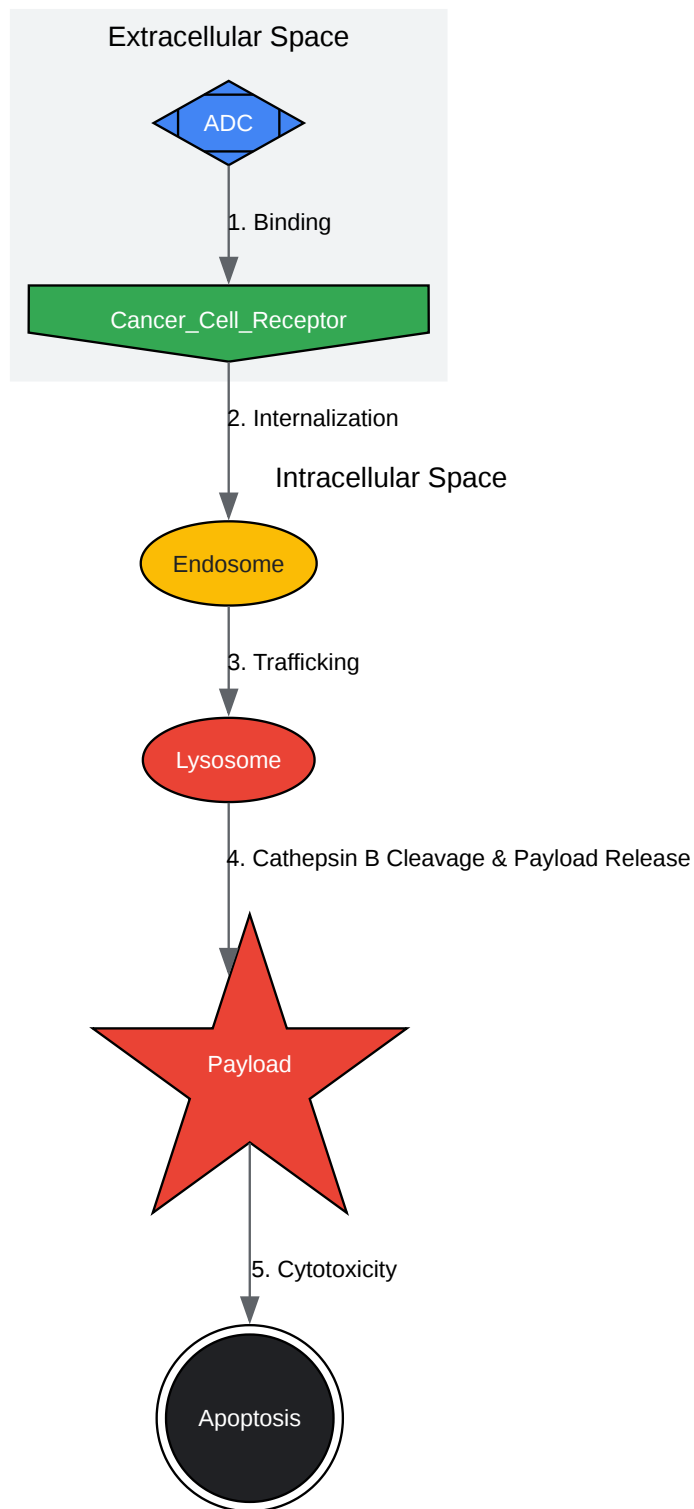 Extracellular Space
ADC
1. Binding
Cancer_Cell_Receptor
2. Internalization
Intracellular Space
Endosome
3. Trafficking
Lysosome
4. Cathepsin B Cleavage & Payload Release
Payload
5. Cytotoxicity
Apoptosis